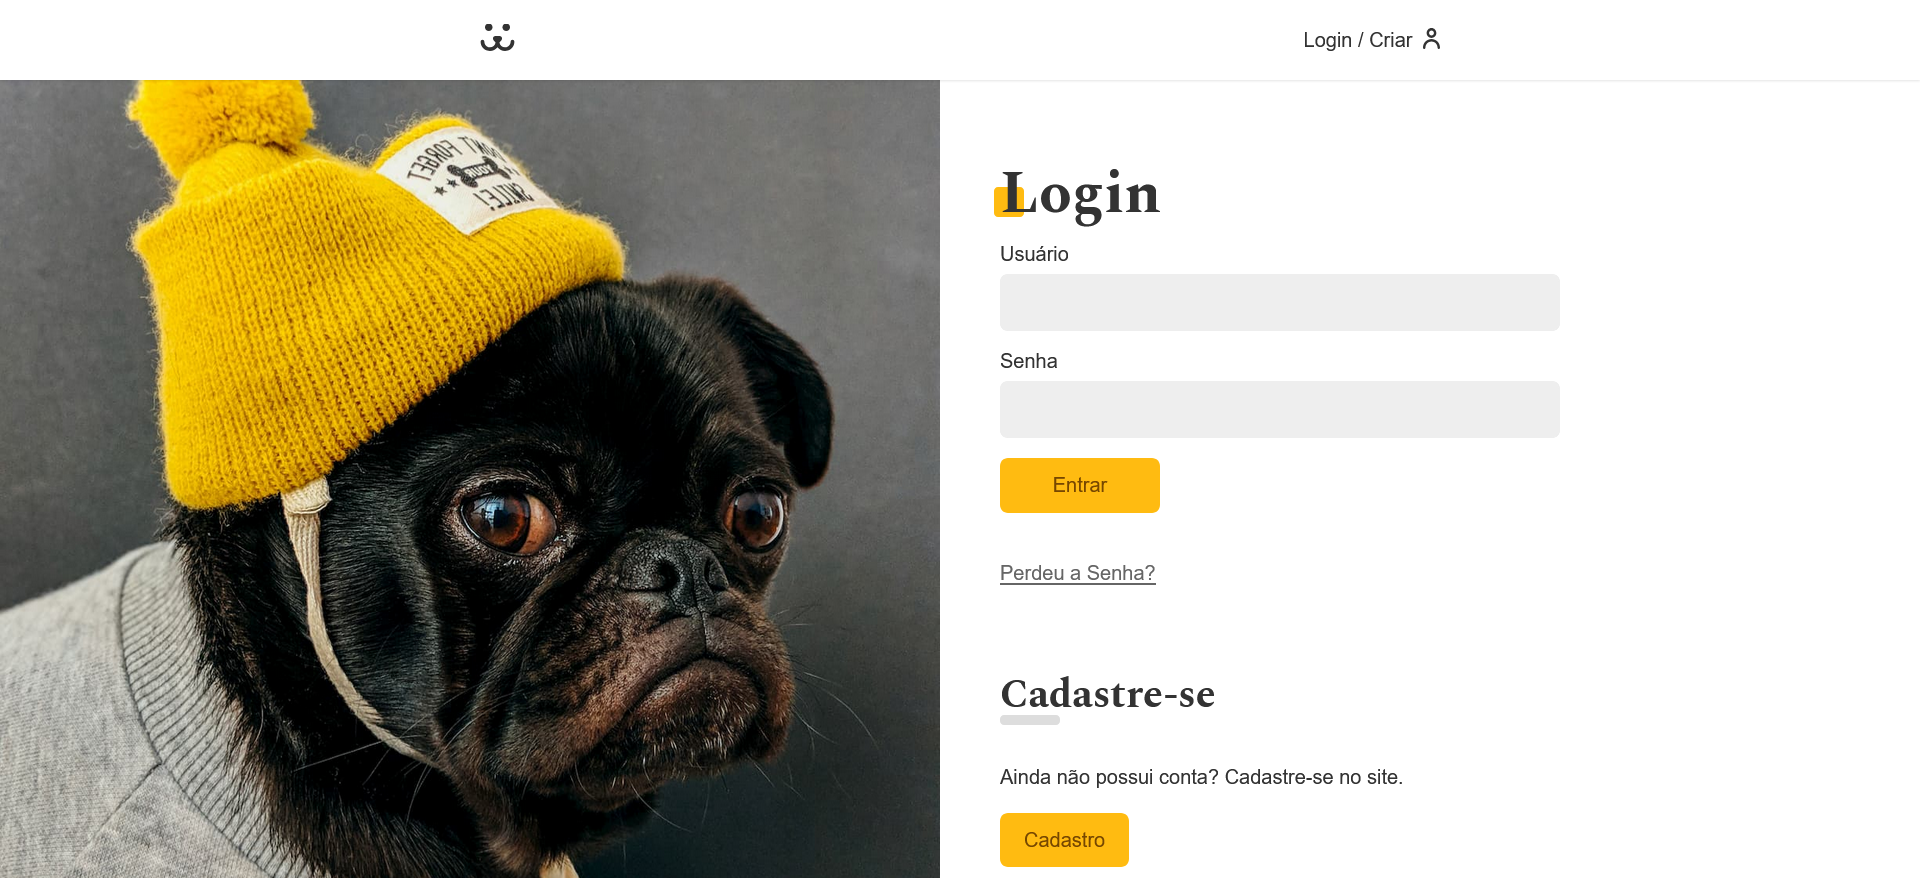 Login / Criar
DON'T FORGET
SMILE!
Login
Usuário
Senha
Entrar
Perdeu a Senha?
Cadastre-se
Ainda não possui conta? Cadastre-se no site.
Cadastro